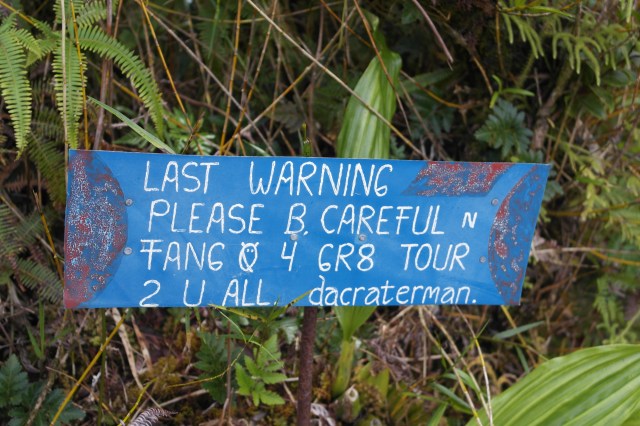 LAST WARNING
PLEASE B. CAREFUL N
TANG Q 4 GR8 TOUR
2 U ALL. dacraterman.